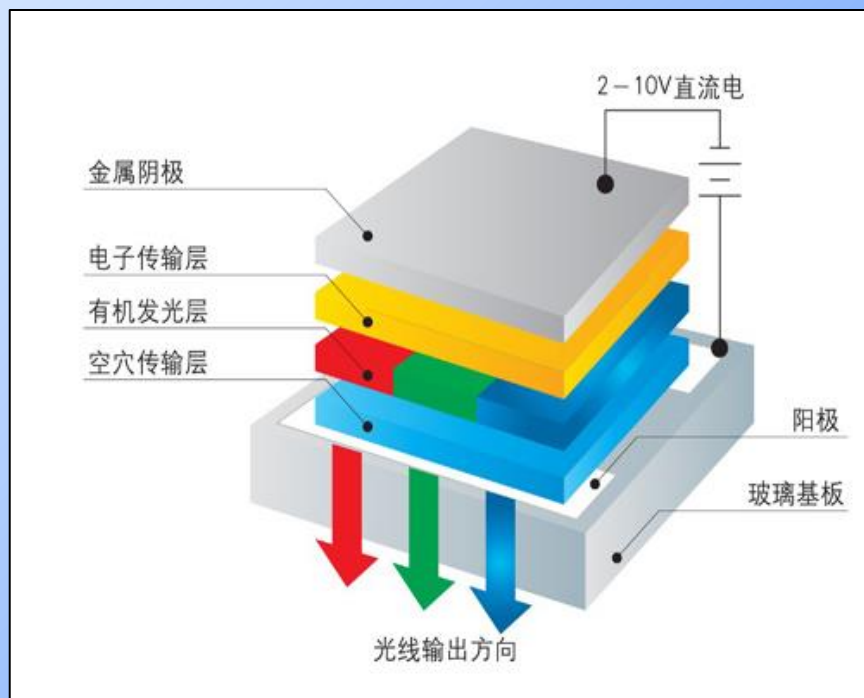 2－10V直流电
金属阴极
电子传输层
有机发光层
空穴传输层
阳极
玻璃基板
光线输出方向